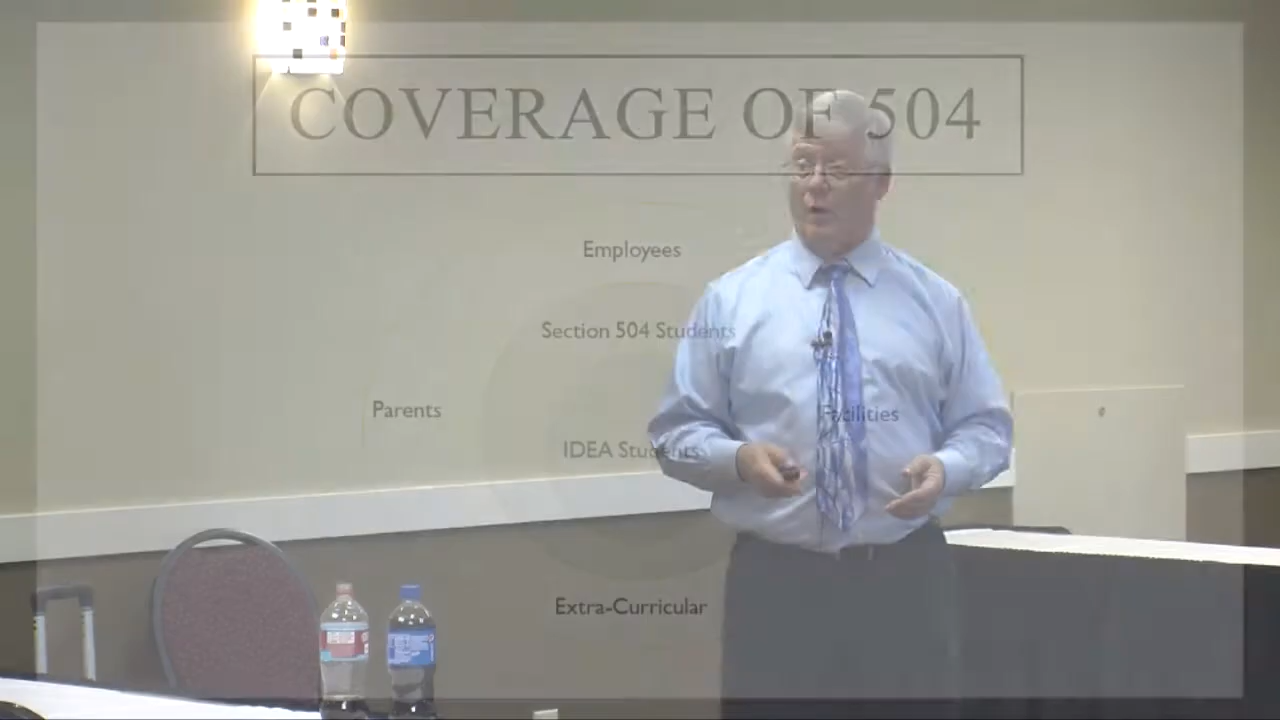 COVERAGE OF 504
Employees
Section 504 Students
Parents
Facilities
IDEA Students
Extra-Curricular